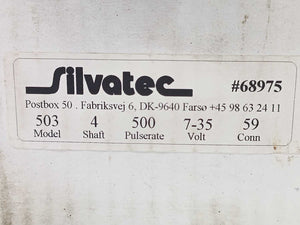 Silvatec #68975
Postbox 50 . Fabriksvej 6, DK-9640 Farsø +45 98 63 24 11
503 4 500 7-35 59
Model Shaft Pulserate Volt Conn